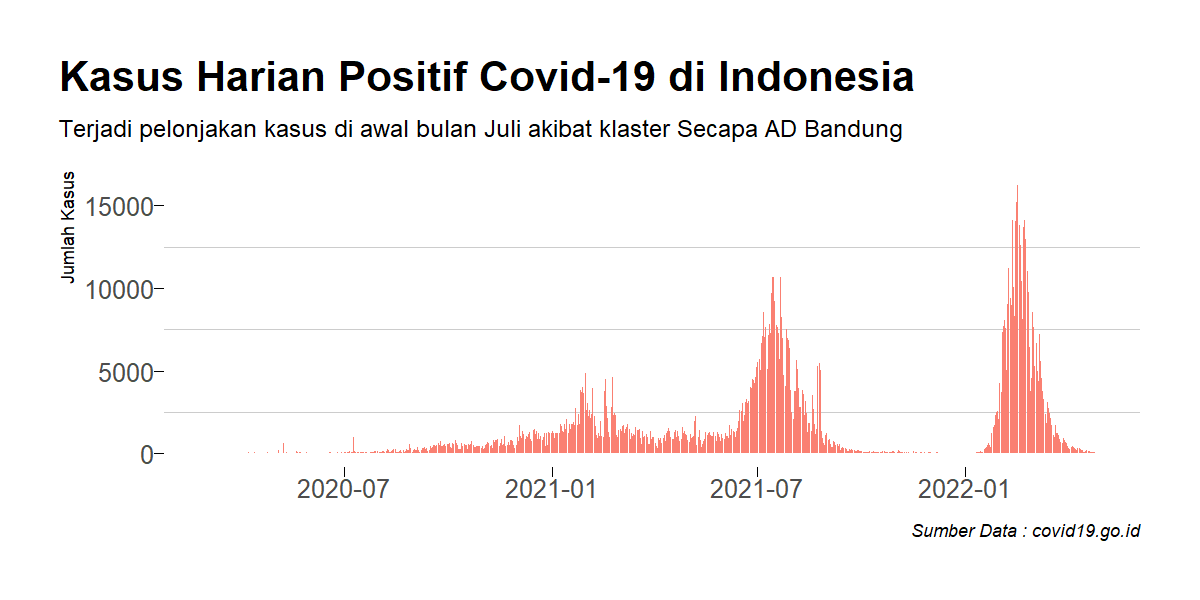 Kasus Harian Positif Covid-19 di Indonesia
Terjadi pelonjakan kasus di awal bulan Juli akibat klaster Secapa AD Bandung
Jumlah Kasus
15000
10000
5000
0
2020-07
2021-01
2021-07
2022-01
Sumber Data : covid19.go.id